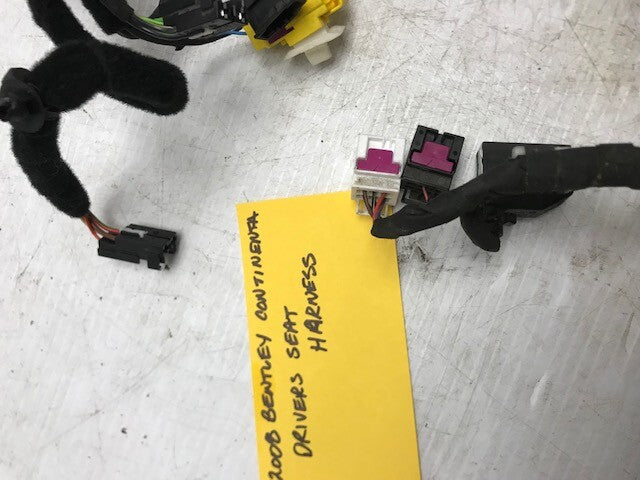 2008 BENTLEY CONTINENTA
DRIVERS SEAT
HARNESS